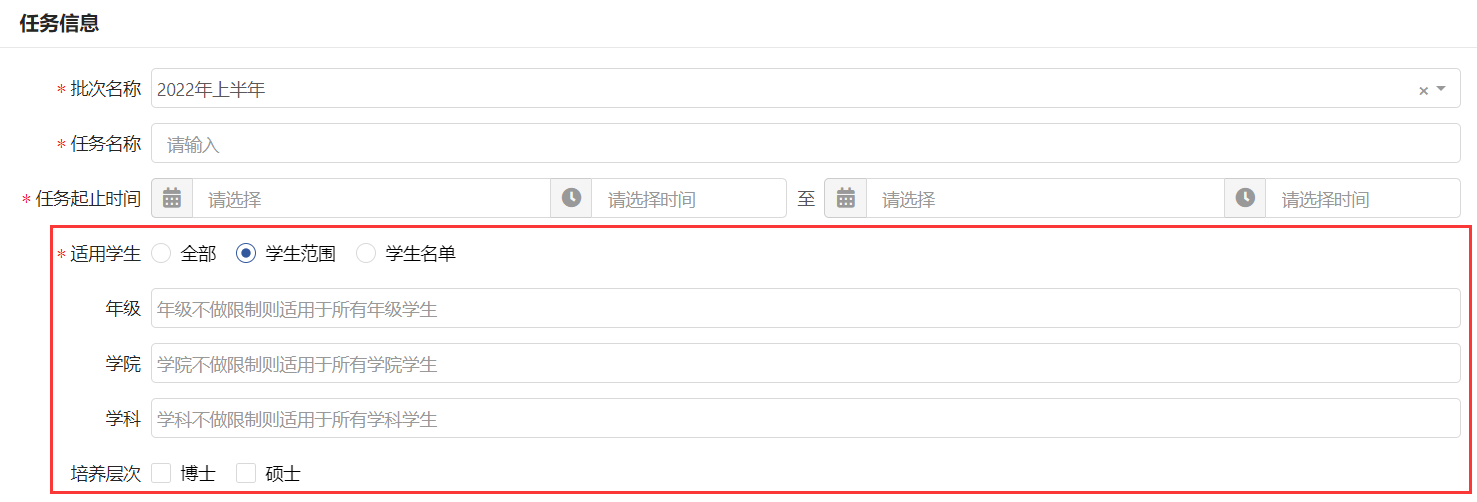 任务信息
* 批次名称 2022年上半年 ×
* 任务名称 请输入
* 任务起止时间 请选择 请选择时间 至 请选择 请选择时间
* 适用学生 全部 学生范围 学生名单
年级 年级不做限制则适用于所有年级学生
学院 学院不做限制则适用于所有学院学生
学科 学科不做限制则适用于所有学科学生
培养层次 博士 硕士